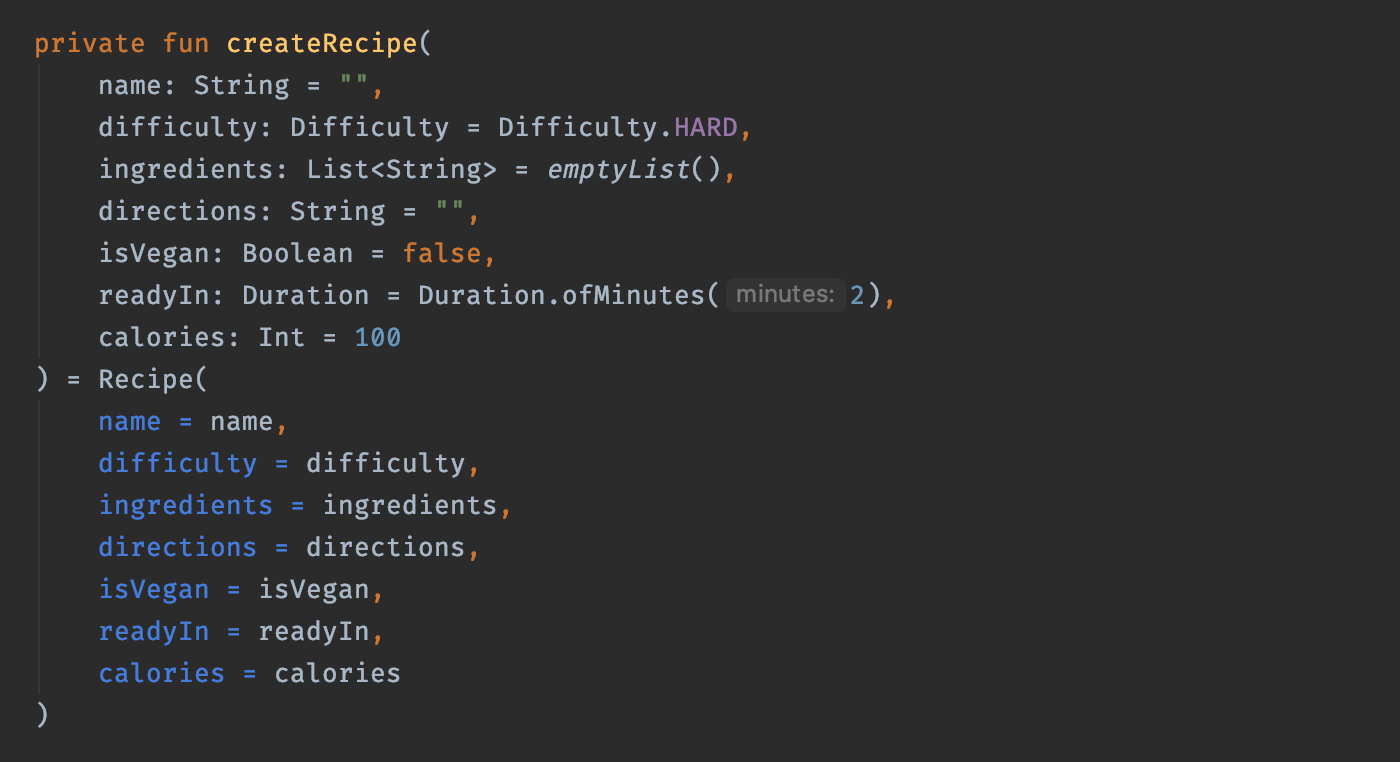 private fun createRecipe(
    name: String = "",
    difficulty: Difficulty = Difficulty.HARD,
    ingredients: List<String> = emptyList(),
    directions: String = "",
    isVegan: Boolean = false,
    readyIn: Duration = Duration.ofMinutes( minutes: 2),
    calories: Int = 100
) = Recipe(
    name = name,
    difficulty = difficulty,
    ingredients = ingredients,
    directions = directions,
    isVegan = isVegan,
    readyIn = readyIn,
    calories = calories
)